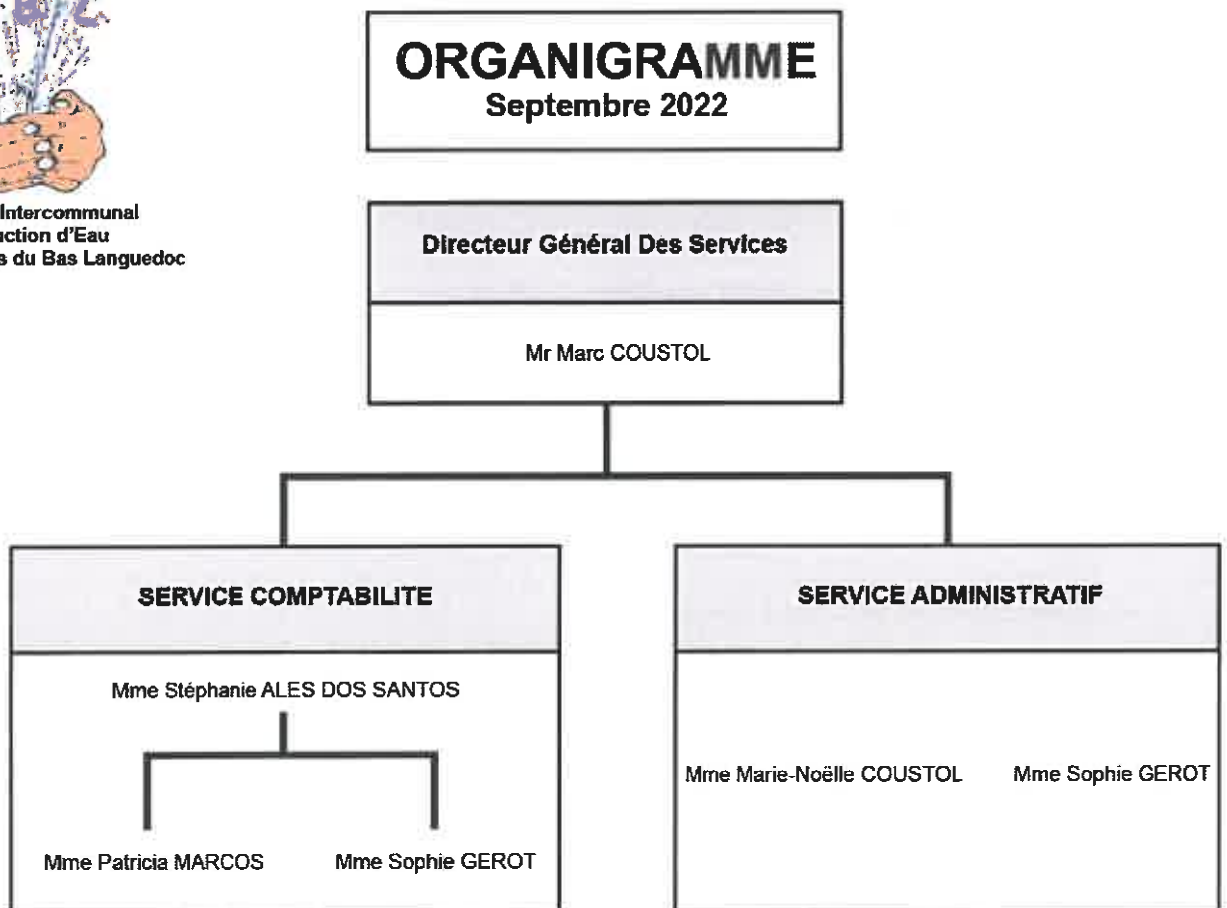 ORGANIGRAMME
Septembre 2022
Intercommunal
d'Eau
du Bas Languedoc
Directeur Général Des Services
Mr Marc COUSTOL
SERVICE COMPTABILITE
SERVICE ADMINISTRATIF
Mme Stéphanie ALES DOS SANTOS
Mme Marie-Noëlle COUSTOL Mme Sophie GEROT
Mme Patricia MARCOS Mme Sophie GEROT